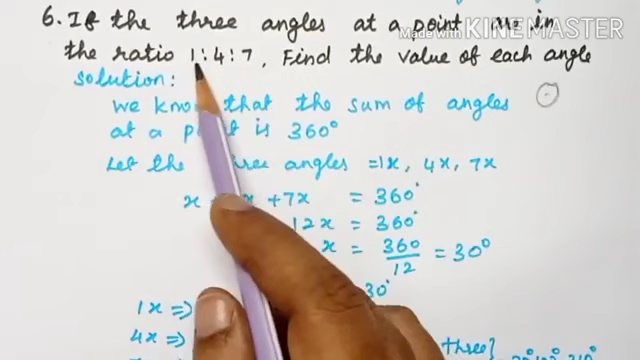 6. If the three angles at a point are in
Made With KINEMASTER
the ratio 1:4:7, Find the value of each angle
Solution:
we know that the sum of angles
at a point is 360°
Let the three angles = 1x, 4x, 7x
x + 4x + 7x = 360°
12x = 360°
x = 360/12 = 30°
30°
1x ⇒
4x ⇒
three}